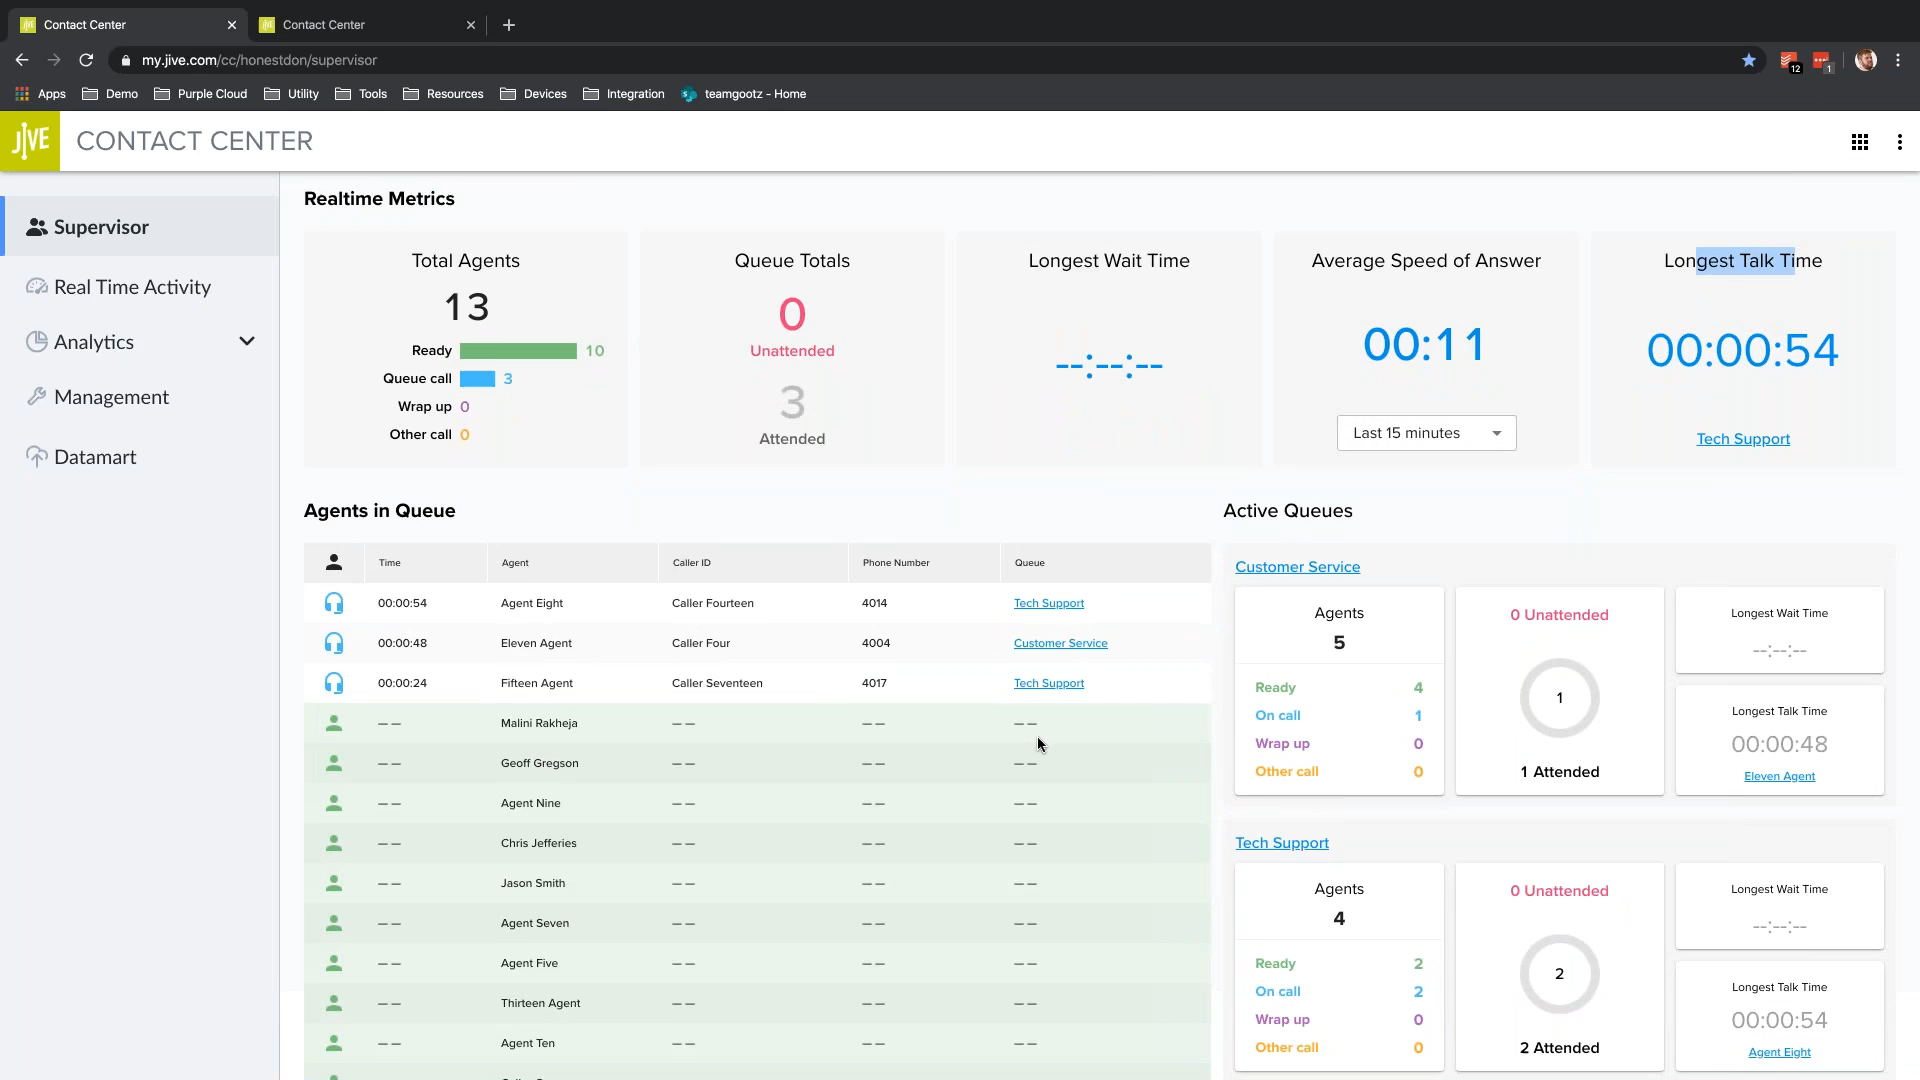 Contact Center
Contact Center
my.jive.com/cc/honestdon/supervisor
12
1
Apps
Demo
Purple Cloud
Utility
Tools
Resources
Devices
Integration
teamgootz - Home
JIVE
CONTACT CENTER
Supervisor
Real Time Activity
Analytics
Management
Datamart
Realtime Metrics
Total Agents
13
Ready 10
Queue call 3
Wrap up 0
Other call 0
Queue Totals
0
Unattended
3
Attended
Longest Wait Time
--:--:--
Average Speed of Answer
00:11
Last 15 minutes
Longest Talk Time
00:00:54
Tech Support
Agents in Queue
Time Agent Caller ID Phone Number Queue
00:00:54 Agent Eight Caller Fourteen 4014 Tech Support
00:00:48 Eleven Agent Caller Four 4004 Customer Service
00:00:24 Fifteen Agent Caller Seventeen 4017 Tech Support
-- Malini Rakheja -- -- --
-- Geoff Gregson -- -- --
-- Agent Nine -- -- --
-- Chris Jefferies -- -- --
-- Jason Smith -- -- --
-- Agent Seven -- -- --
-- Agent Five -- -- --
-- Thirteen Agent -- -- --
-- Agent Ten -- -- --
Active Queues
Customer Service
Agents
5
Ready 4
On call 1
Wrap up 0
Other call 0
0 Unattended
1
1 Attended
Longest Wait Time
--:--:--
Longest Talk Time
00:00:48
Eleven Agent
Tech Support
Agents
4
Ready 2
On call 2
Wrap up 0
Other call 0
0 Unattended
2
2 Attended
Longest Wait Time
--:--:--
Longest Talk Time
00:00:54
Agent Eight